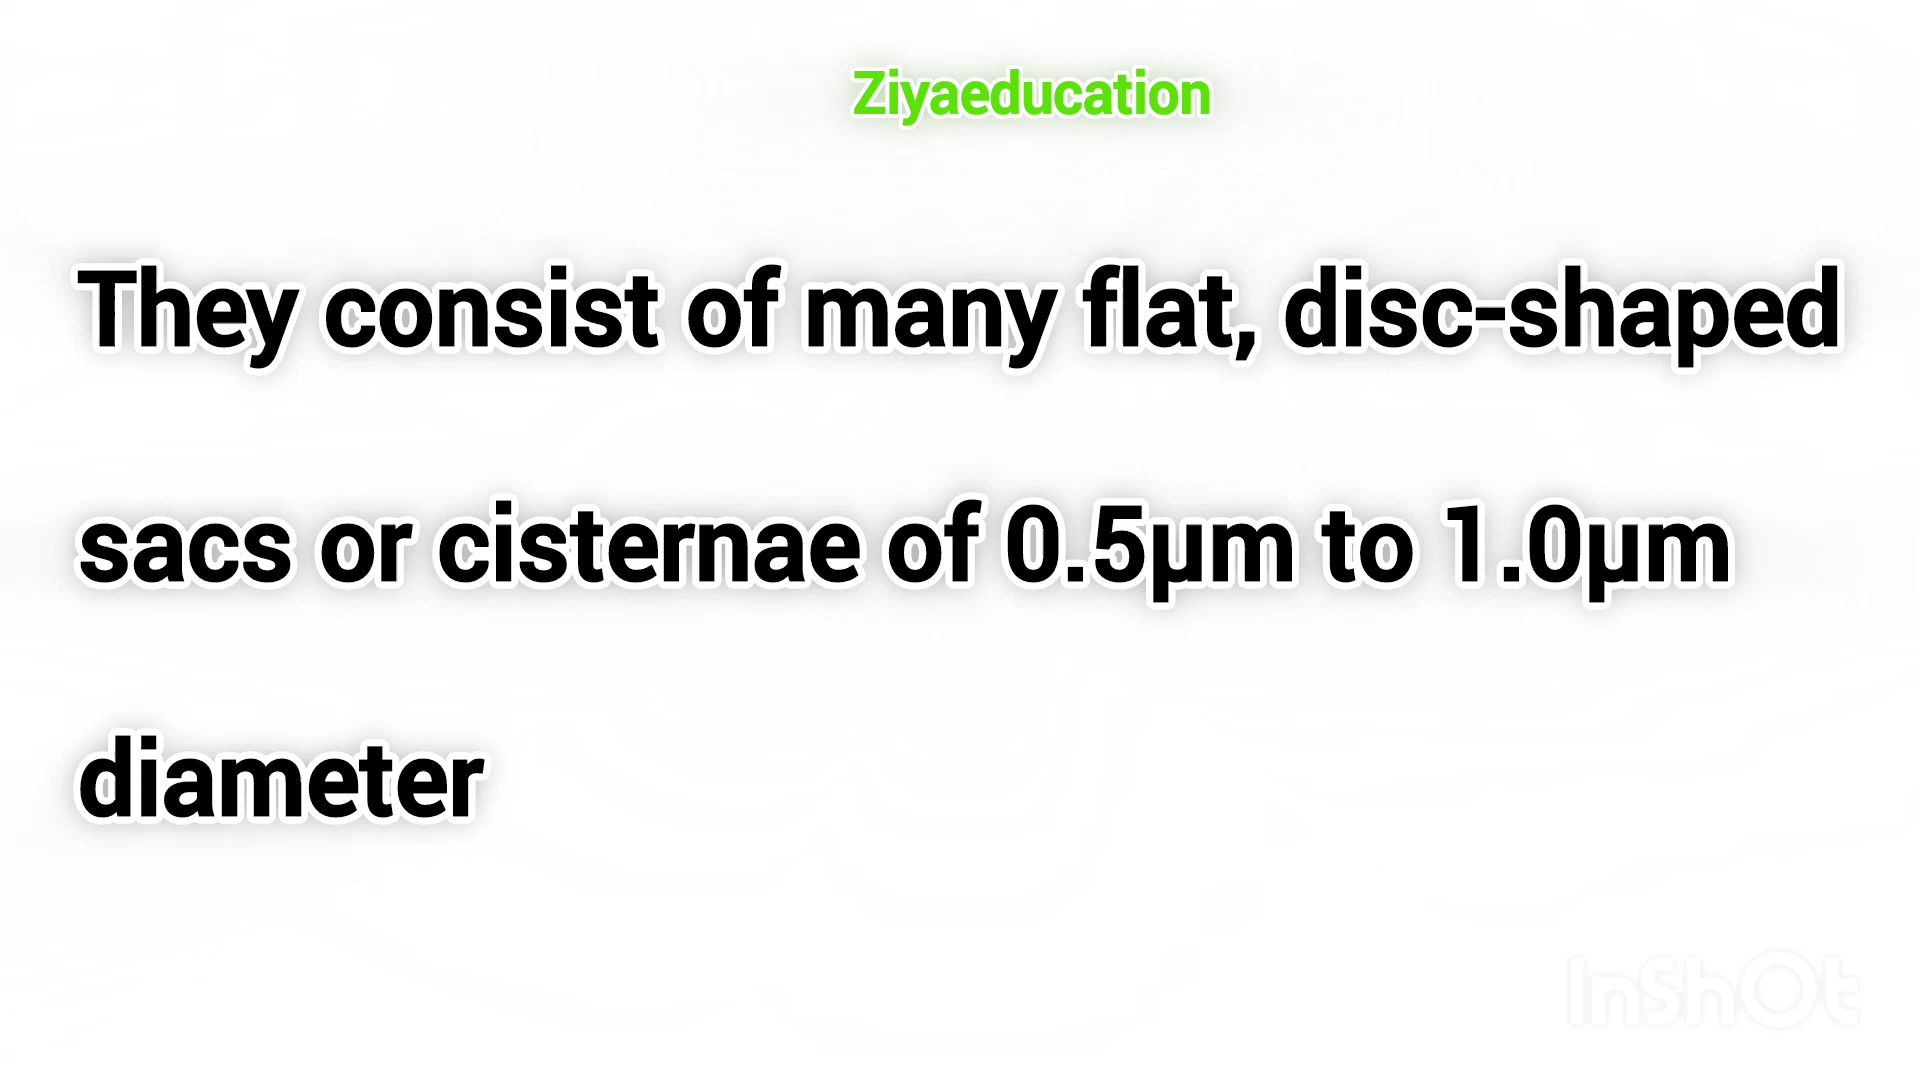 Ziyaeducation
They consist of many flat, disc-shaped
sacs or cisternae of 0.5µm to 1.0µm
diameter
InShOt